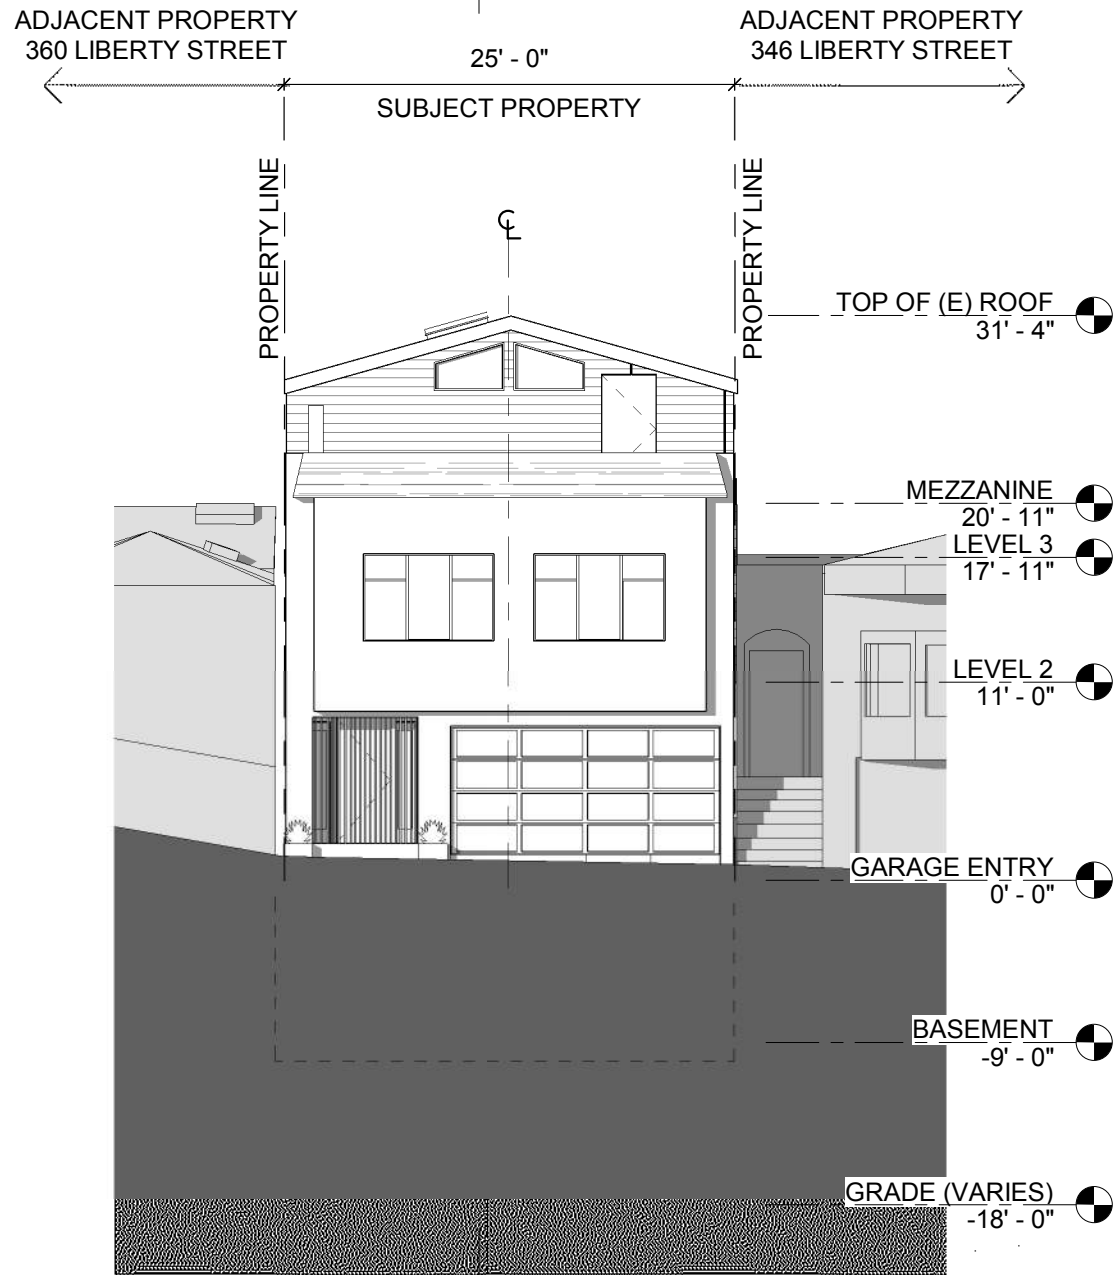 ADJACENT PROPERTY
360 LIBERTY STREET
25' - 0"
SUBJECT PROPERTY
ADJACENT PROPERTY
346 LIBERTY STREET
PROPERTY LINE
PROPERTY LINE
CL
TOP OF (E) ROOF
31' - 4"
MEZZANINE
20' - 11"
LEVEL 3
17' - 11"
LEVEL 2
11' - 0"
GARAGE ENTRY
0' - 0"
BASEMENT
-9' - 0"
GRADE (VARIES)
-18' - 0"